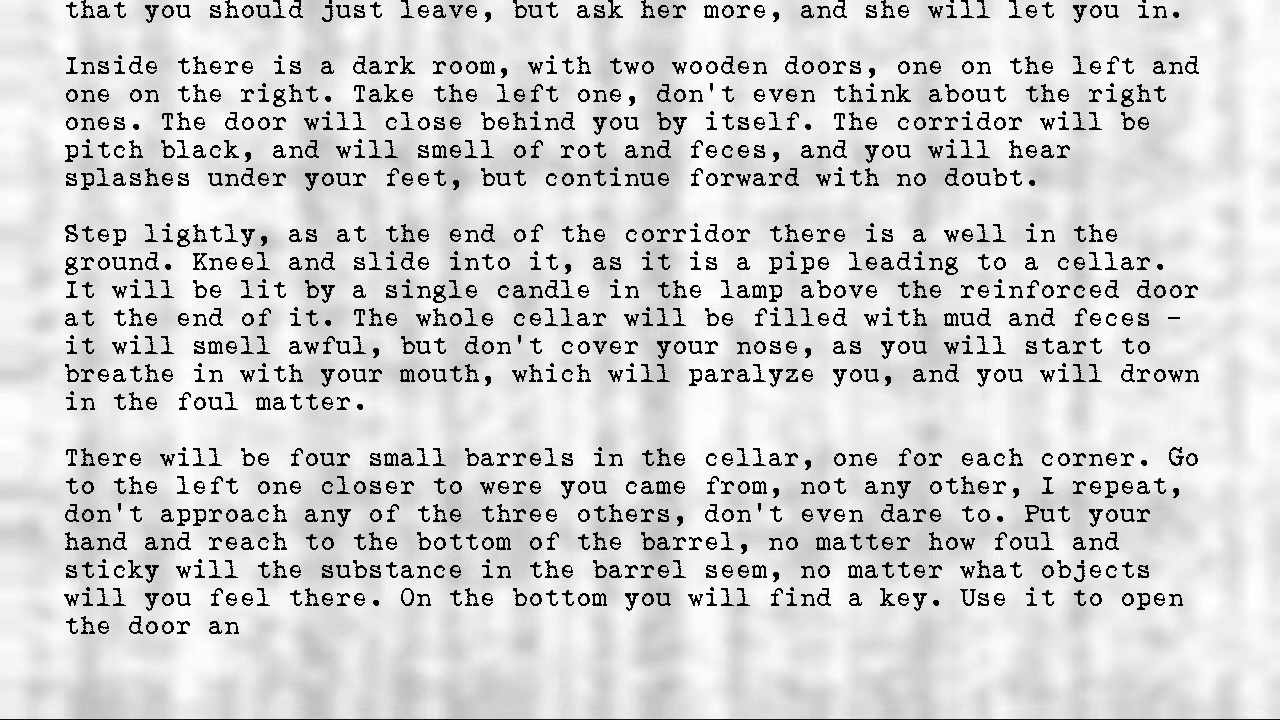 that you should just leave, but ask her more, and she will let you in.
Inside there is a dark room, with two wooden doors, one on the left and
one on the right. Take the left one, don't even think about the right
ones. The door will close behind you by itself. The corridor will be
pitch black, and will smell of rot and feces, and you will hear
splashes under your feet, but continue forward with no doubt.
Step lightly, as at the end of the corridor there is a well in the
ground. Kneel and slide into it, as it is a pipe leading to a cellar.
It will be lit by a single candle in the lamp above the reinforced door
at the end of it. The whole cellar will be filled with mud and feces -
it will smell awful, but don't cover your nose, as you will start to
breathe in with your mouth, which will paralyze you, and you will drown
in the foul matter.
There will be four small barrels in the cellar, one for each corner. Go
to the left one closer to were you came from, not any other, I repeat,
don't approach any of the three others, don't even dare to. Put your
hand and reach to the bottom of the barrel, no matter how foul and
sticky will the substance in the barrel seem, no matter what objects
will you feel there. On the bottom you will find a key. Use it to open
the door an